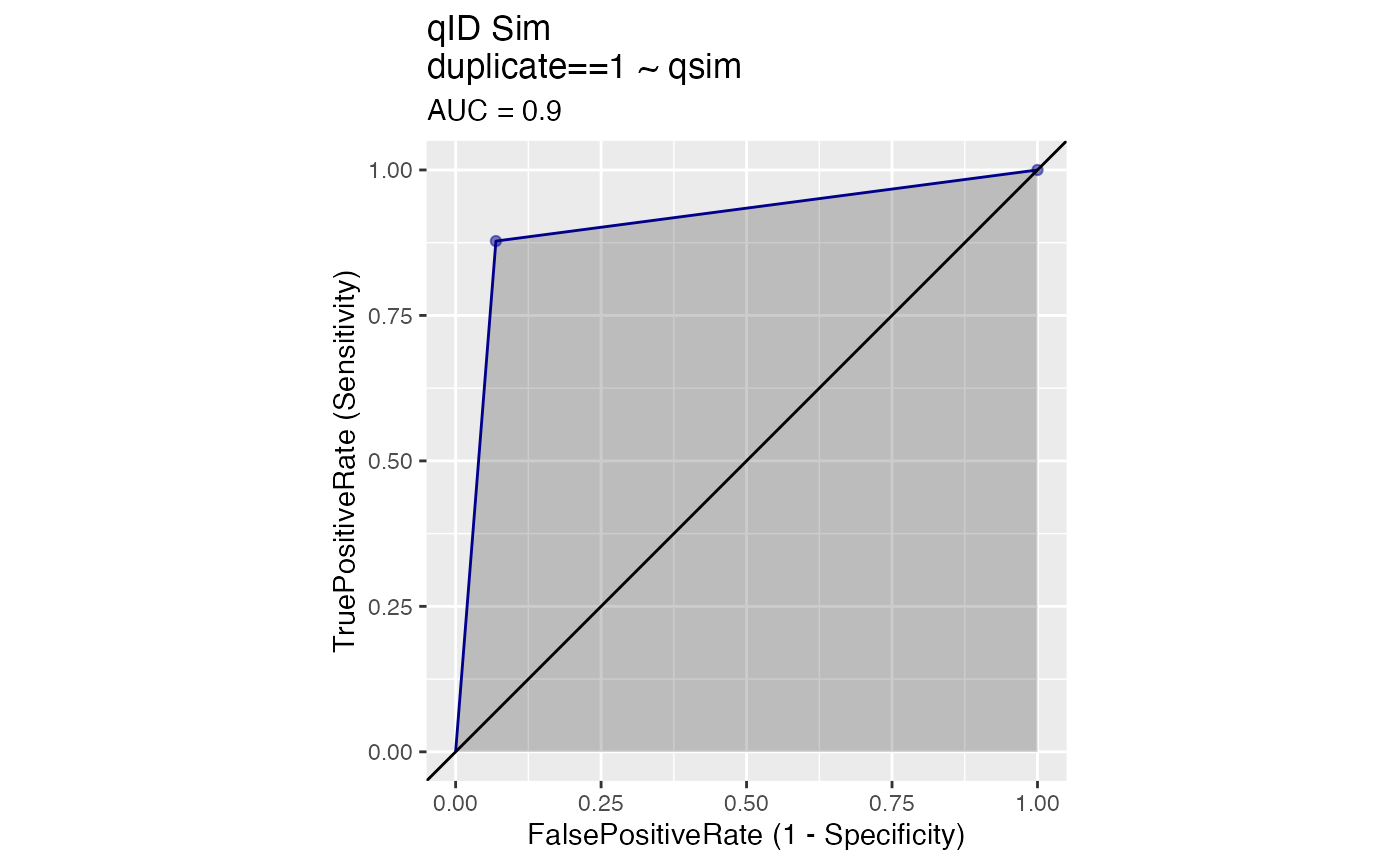 qID Sim
duplicate==1 ~ qsim
AUC = 0.9
TruePositiveRate (Sensitivity)
1.00
0.75
0.50
0.25
0.00
0.00 0.25 0.50 0.75 1.00
FalsePositiveRate (1 - Specificity)